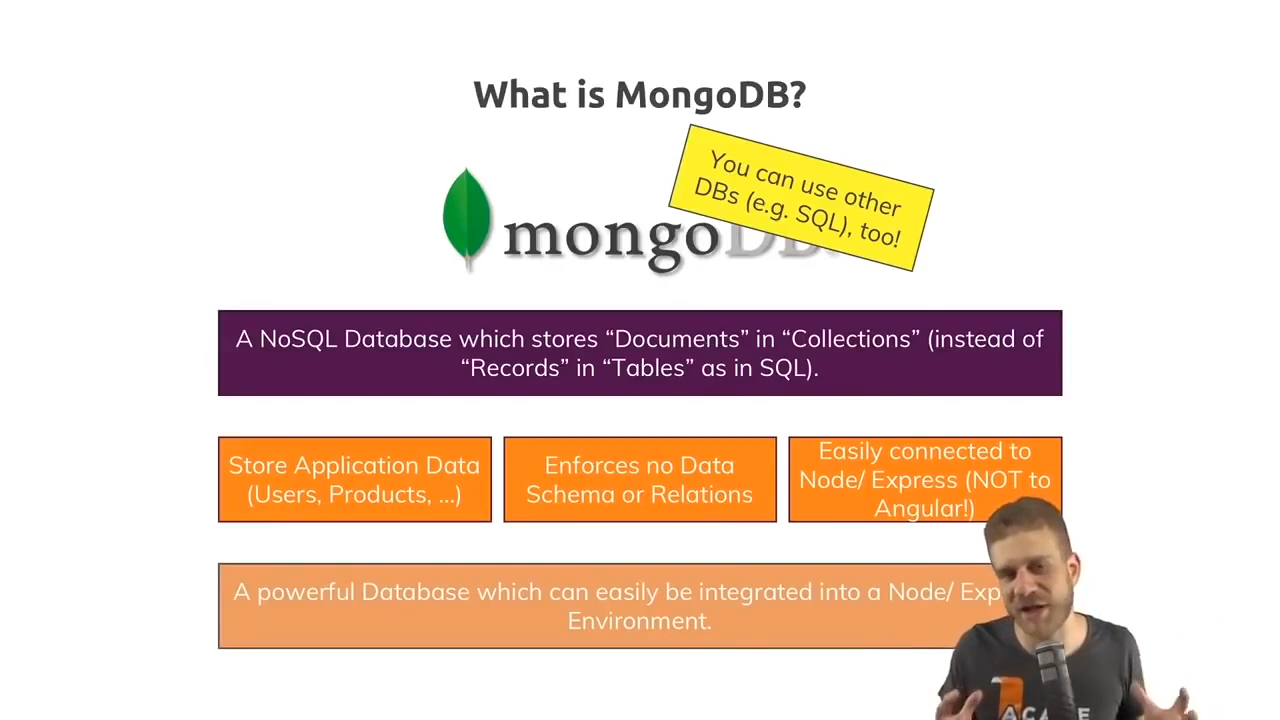 What is MongoDB?
You can use other
DBs (e.g. SQL), too!
mongoDB
A NoSQL Database which stores “Documents” in “Collections” (instead of
“Records” in “Tables” as in SQL).
Store Application Data
(Users, Products, ...)
Enforces no Data
Schema or Relations
Easily connected to
Node/ Express (NOT to
Angular!)
A powerful Database which can easily be integrated into a Node/
Environment.